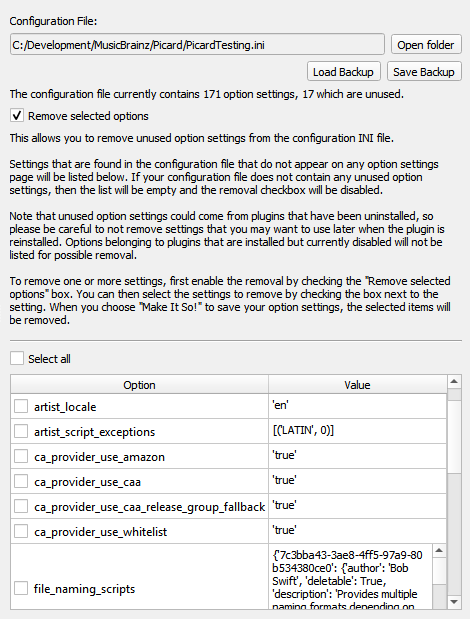 Configuration File:
C:/Development/MusicBrainz/Picard/PicardTesting.ini
Open folder
Load Backup
Save Backup
The configuration file currently contains 171 option settings, 17 which are unused.
Remove selected options
This allows you to remove unused option settings from the configuration INI file.
Settings that are found in the configuration file that do not appear on any option settings
page will be listed below. If your configuration file does not contain any unused option
settings, then the list will be empty and the removal checkbox will be disabled.
Note that unused option settings could come from plugins that have been uninstalled, so
please be careful to not remove settings that you may want to use later when the plugin is
reinstalled. Options belonging to plugins that are installed but currently disabled will not be
listed for possible removal.
To remove one or more settings, first enable the removal by checking the "Remove selected
options" box. You can then select the settings to remove by checking the box next to the
setting. When you choose "Make It So!" to save your option settings, the selected items
will be removed.
Select all
Option Value
artist_locale 'en'
artist_script_exceptions [('LATIN', 0)]
ca_provider_use_amazon 'true'
ca_provider_use_caa 'true'
ca_provider_use_caa_release_group_fallback 'true'
ca_provider_use_whitelist 'true'
file_naming_scripts
{'7c3bba43-3ae8-4ff5-97a9-80
b534380ce0': {'author': 'Bob
Swift', 'deletable': True,
'description': 'Provides multiple
naming formats depending on